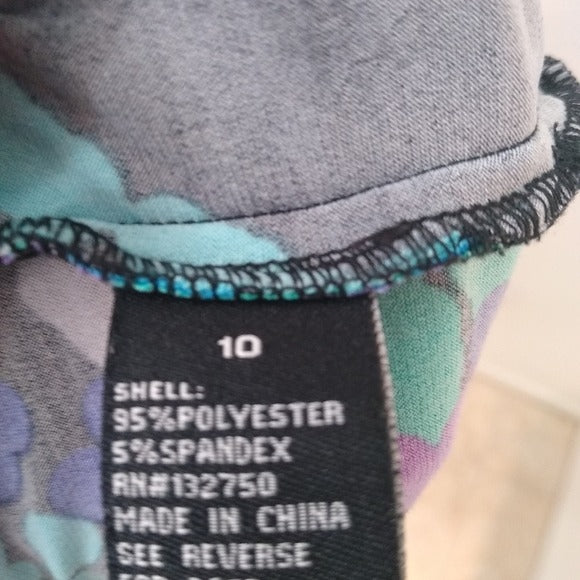 10
SHELL:
95%POLYESTER
5%SPANDEX
RN#132750
MADE IN CHINA
SEE REVERSE